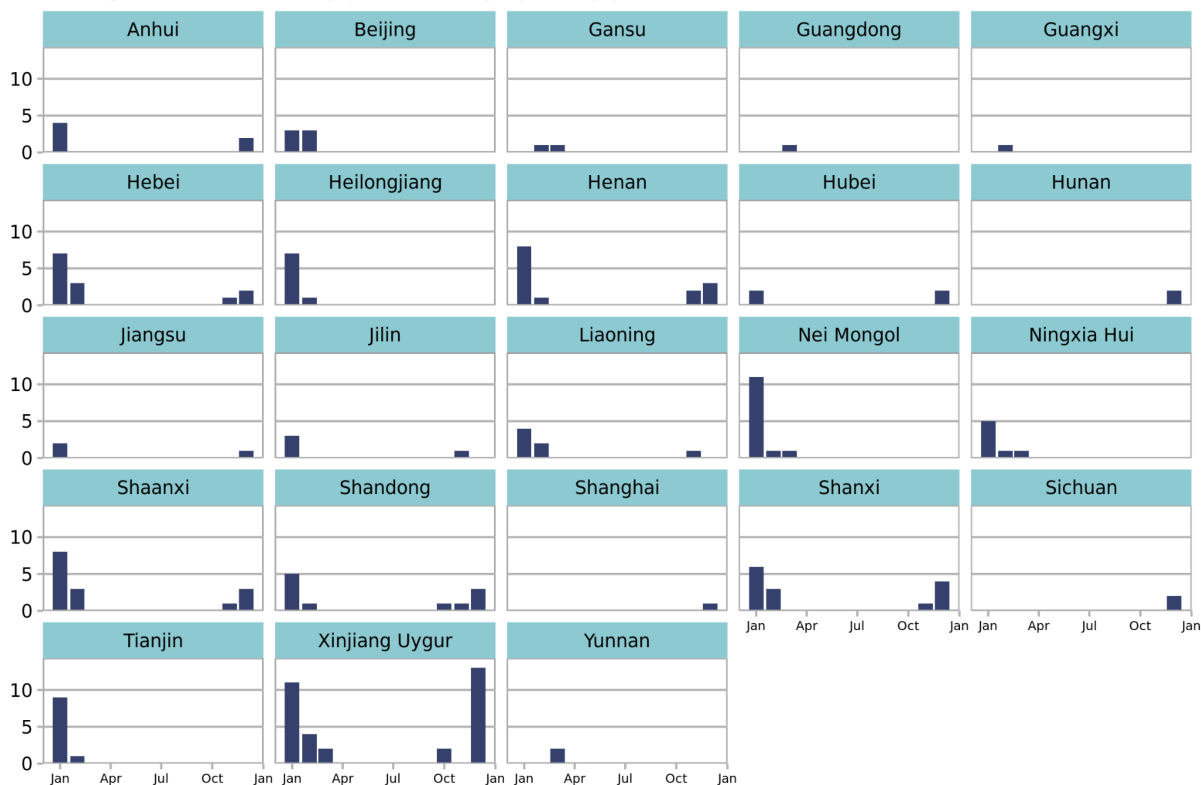 Anhui Beijing Gansu Guangdong Guangxi
10
5
0
Hebei Heilongjiang Henan Hubei Hunan
10
5
0
Jiangsu Jilin Liaoning Nei Mongol Ningxia Hui
10
5
0
Shaanxi Shandong Shanghai Shanxi Sichuan
10
5
0
Jan Apr Jul Oct Jan Jan Apr Jul Oct Jan
Tianjin Xinjiang Uygur Yunnan
10
5
0
Jan Apr Jul Oct Jan Jan Apr Jul Oct Jan Jan Apr Jul Oct Jan